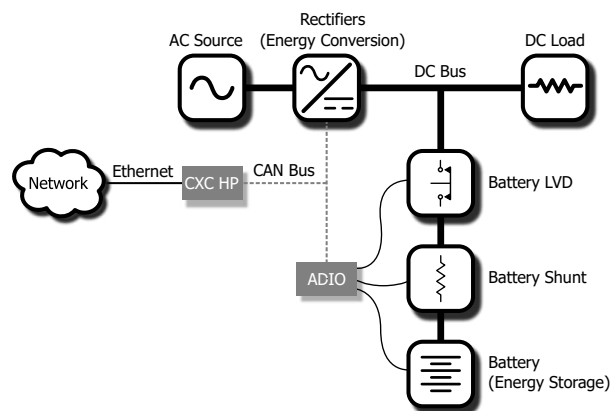 Rectifiers
AC Source
(Energy Conversion)
DC Load
DC Bus
Ethernet
CAN Bus
Network
CXC HP
Battery LVD
ADIO
Battery Shunt
Battery
(Energy Storage)